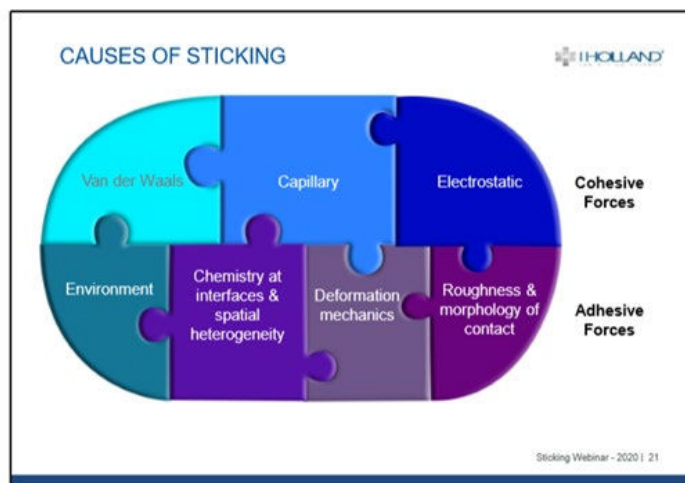 CAUSES OF STICKING
I HOLLAND
Van der Waals
Capillary
Electrostatic
Cohesive
Forces
Environment
Chemistry at
interfaces &
spatial
heterogeneity
Deformation
mechanics
Roughness &
morphology of
contact
Adhesive
Forces
Sticking Webinar - 2020 | 21